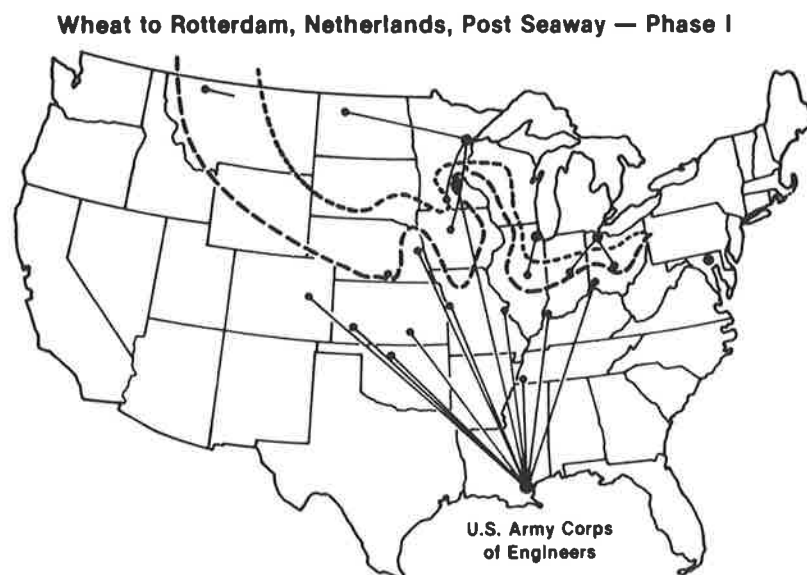 Wheat to Rotterdam, Netherlands, Post Seaway — Phase I
U.S. Army Corps
of Engineers